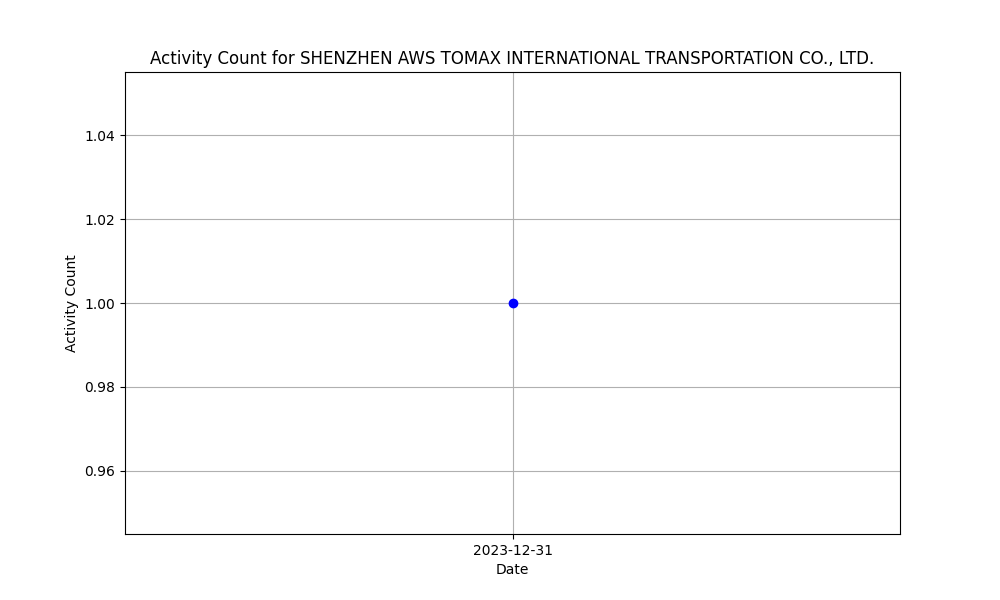 Activity Count for SHENZHEN AWS TOMAX INTERNATIONAL TRANSPORTATION CO., LTD.
1.04
1.02
1.00
0.98
0.96
Activity Count
2023-12-31
Date